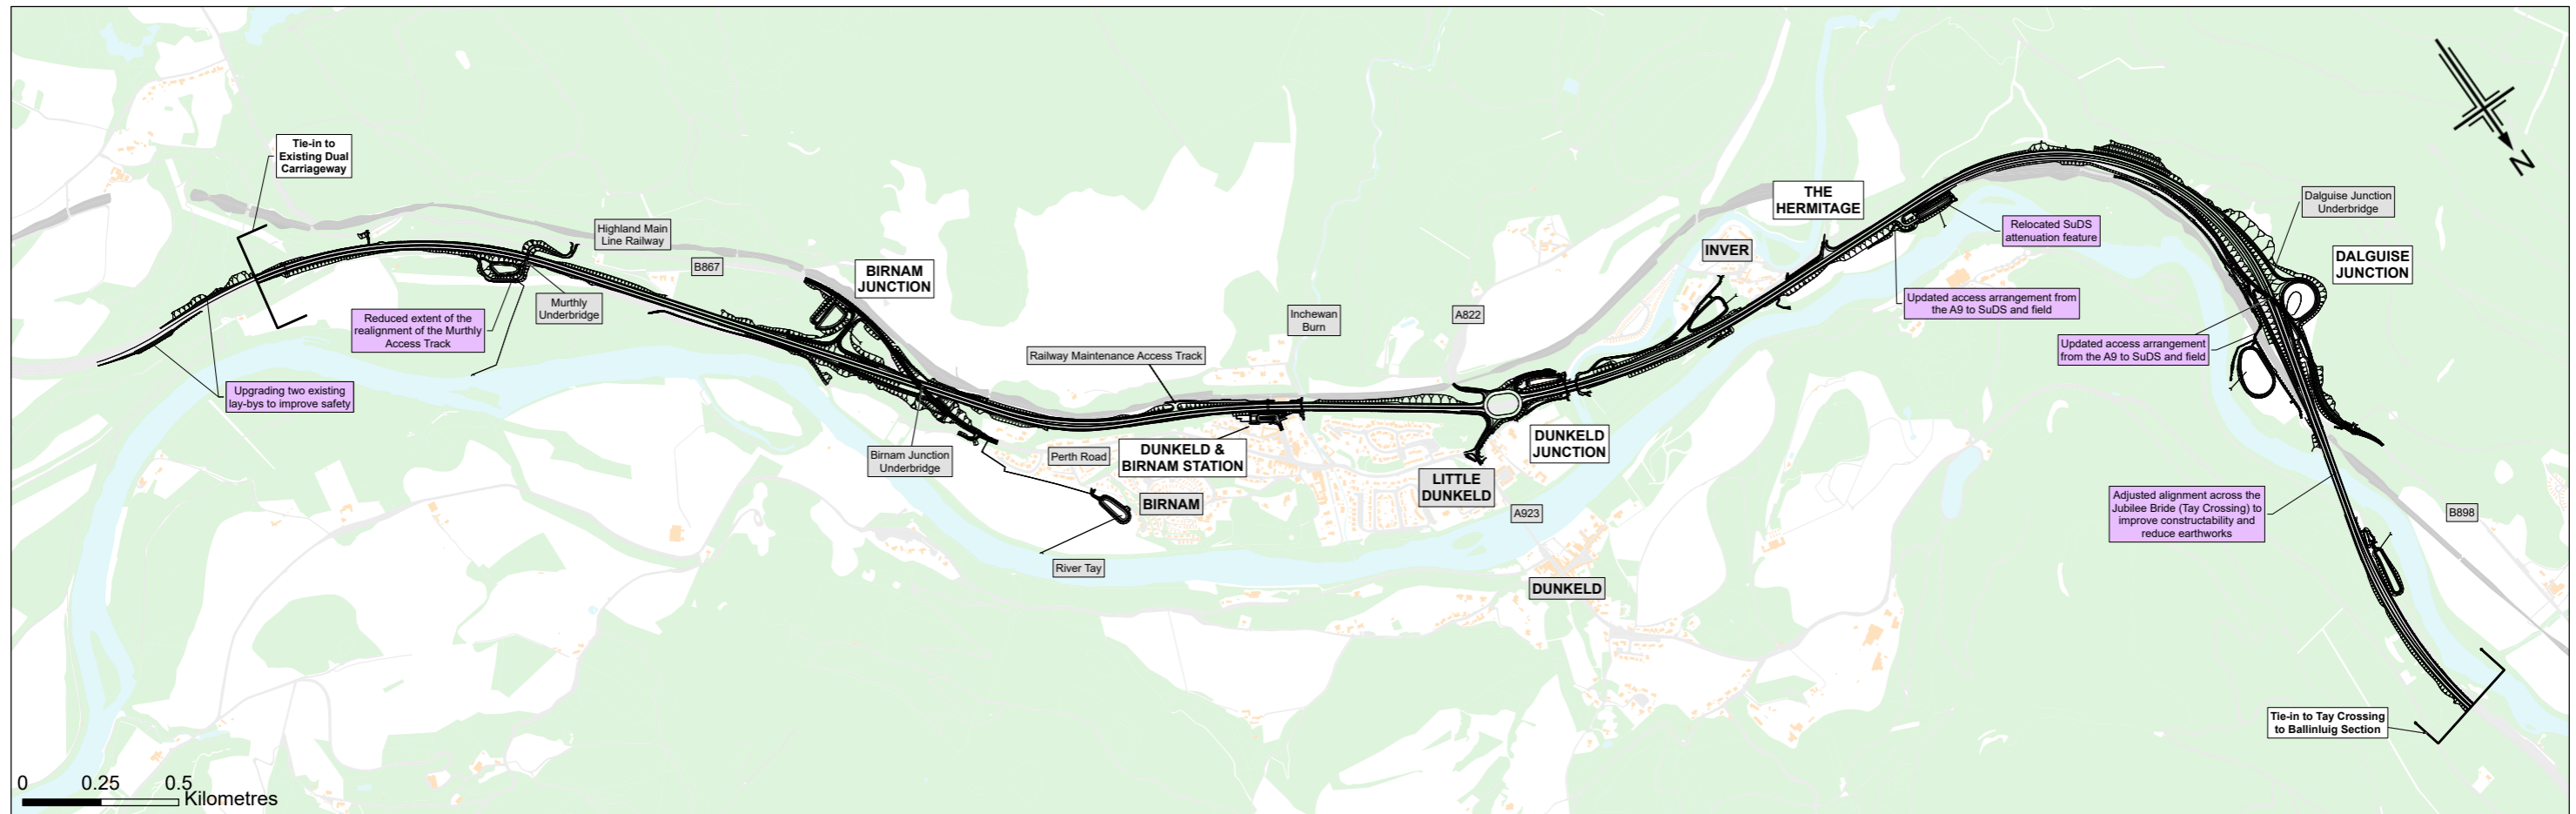 Tie-in to
Existing Dual
Carriageway
Highland Main
Line Railway
B867
BIRNAM
JUNCTION
Murthly
Underbridge
Reduced extent of the
realignment of the Murthly
Access Track
Upgrading two existing
lay-bys to improve safety
Birnam Junction
Underbridge
Railway Maintenance Access Track
Inchewan
Burn
A822
Perth Road
DUNKELD &
BIRNAM STATION
BIRNAM
River Tay
LITTLE
DUNKELD
DUNKELD
JUNCTION
A923
DUNKELD
INVER
THE
HERMITAGE
Relocated SuDS
attenuation feature
Updated access arrangement from
the A9 to SuDS and field
Dalguise Junction
Underbridge
DALGUISE
JUNCTION
Updated access arrangement
from the A9 to SuDS and field
Adjusted alignment across the
Jubilee Bride (Tay Crossing) to
improve constructability and
reduce earthworks
B898
Tie-in to Tay Crossing
to Ballinluig Section
N
0 0.25 0.5
Kilometres